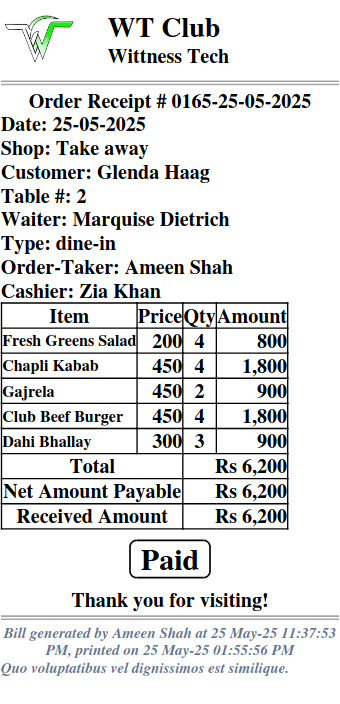 WT Club
Wittness Tech
Order Receipt # 0165-25-05-2025
Date: 25-05-2025
Shop: Take away
Customer: Glenda Haag
Table #: 2
Waiter: Marquise Dietrich
Type: dine-in
Order-Taker: Ameen Shah
Cashier: Zia Khan
Item Price Qty Amount
Fresh Greens Salad 200 4 800
Chapli Kabab 450 4 1,800
Gajrela 450 2 900
Club Beef Burger 450 4 1,800
Dahi Bhallay 300 3 900
Total Rs 6,200
Net Amount Payable Rs 6,200
Received Amount Rs 6,200
Paid
Thank you for visiting!
Bill generated by Ameen Shah at 25 May-25 11:37:53
PM, printed on 25 May-25 01:55:56 PM
Quo voluptatibus vel dignissimos est similique.